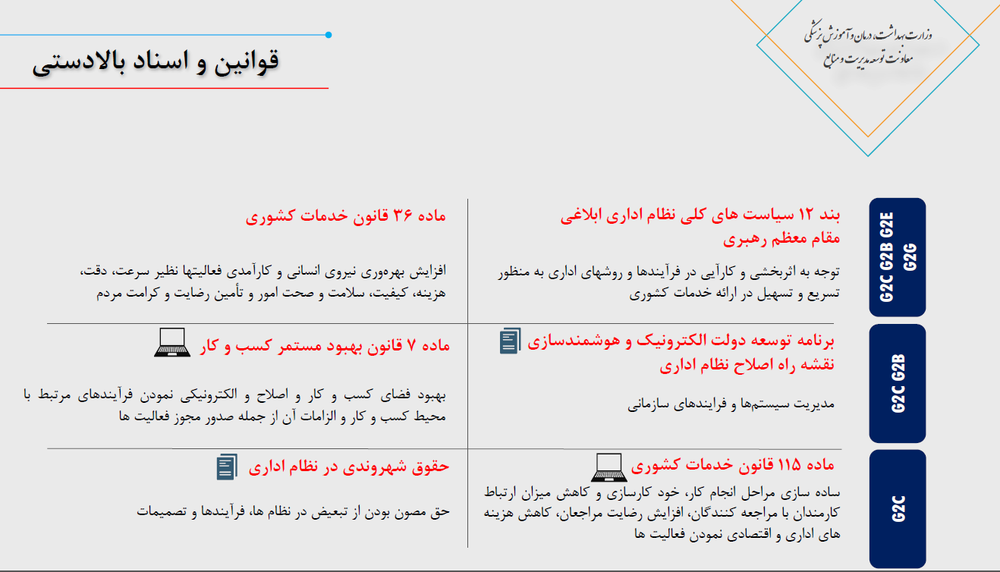 وزارت بهداشت، درمان و آموزش پزشکی
معاونت توسعه مدیریت و منابع
قوانین و اسناد بالادستی
G2C G2B G2E
G2G
بند ۱۲ سیاست های کلی نظام اداری ابلاغی
مقام معظم رهبری
توجه به اثربخشی و کارآیی در فرآیندها و روشهای اداری به منظور
تسریع و تسهیل در ارائه خدمات کشوری
ماده ۳۶ قانون خدمات کشوری
افزایش بهره‌وری نیروی انسانی و کارآمدی فعالیتها نظیر سرعت، دقت،
هزینه، کیفیت، سلامت و صحت امور و تأمین رضایت و کرامت مردم
G2C G2B
برنامه توسعه دولت الکترونیک و هوشمندسازی
نقشه راه اصلاح نظام اداری
مدیریت سیستم‌ها و فرایندهای سازمانی
ماده ۷ قانون بهبود مستمر کسب و کار
بهبود فضای کسب و کار و اصلاح و الکترونیکی نمودن فرآیندهای مرتبط با
محیط کسب و کار و الزامات آن از جمله صدور مجوز فعالیت ها
G2C
ماده ۱۱۵ قانون خدمات کشوری
ساده سازی مراحل انجام کار، خود کارسازی و کاهش میزان ارتباط
کارمندان با مراجعه کنندگان، افزایش رضایت مراجعان، کاهش هزینه
های اداری و اقتصادی نمودن فعالیت ها
حقوق شهروندی در نظام اداری
حق مصون بودن از تبعیض در نظام ها، فرآیندها و تصمیمات